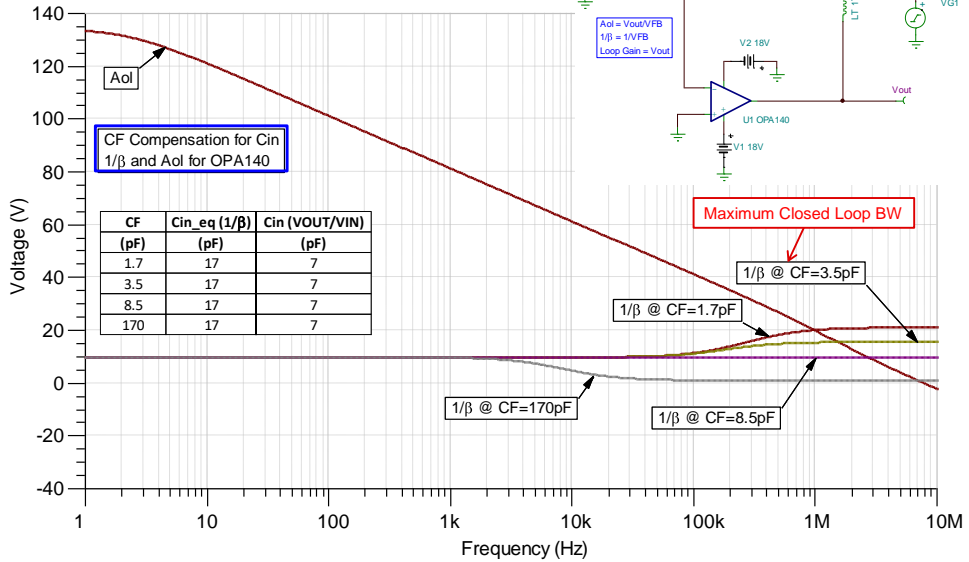 Aol = Vout/VFB
1/β = 1/VFB
Loop Gain = Vout
V2 18V
U1 OPA140
V1 18V
Vout
VG1
Voltage (V)
140
120
100
80
60
40
20
0
-20
-40
Aol
CF Compensation for Cin
1/β and Aol for OPA140
CF Cin_eq (1/β) Cin (VOUT/VIN)
(pF) (pF) (pF)
1.7 17 7
3.5 17 7
8.5 17 7
170 17 7
Maximum Closed Loop BW
1/β @ CF=3.5pF
1/β @ CF=1.7pF
1/β @ CF=170pF
1/β @ CF=8.5pF
1 10 100 1k 10k 100k 1M 10M
Frequency (Hz)